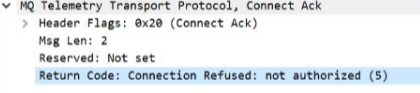 MQ Telemetry Transport Protocol, Connect Ack
Header Flags: 0x20 (Connect Ack)
Msg Len: 2
Reserved: Not set
Return Code: Connection Refused: not authorized (5)